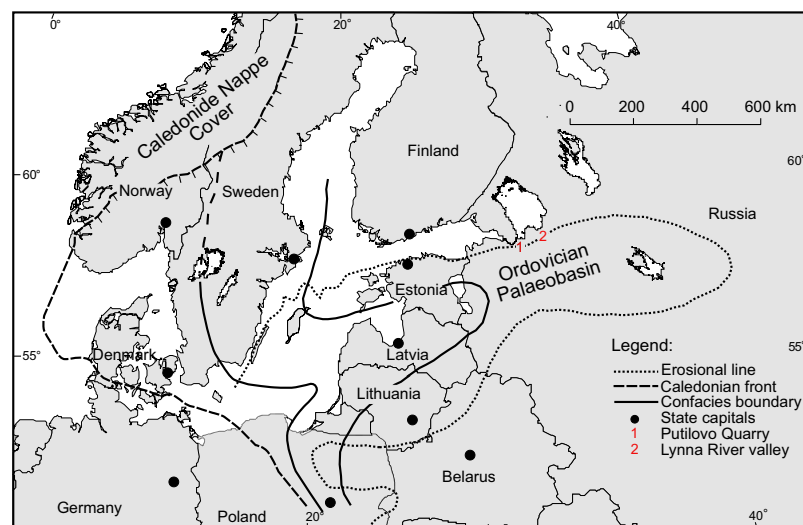 0°
20°
40°
Caledonide Nappe
Cover
0
200
400
600 km
60°
Finland
Norway
Sweden
Russia
1
2
Ordovician
Palaeobasin
Estonia
55°
Denmark
Latvia
55°
Legend:
Erosional line
Caledonian front
Confacies boundary
State capitals
1 Putilovo Quarry
2 Lynna River valley
Lithuania
Belarus
Germany
Poland
20°
40°